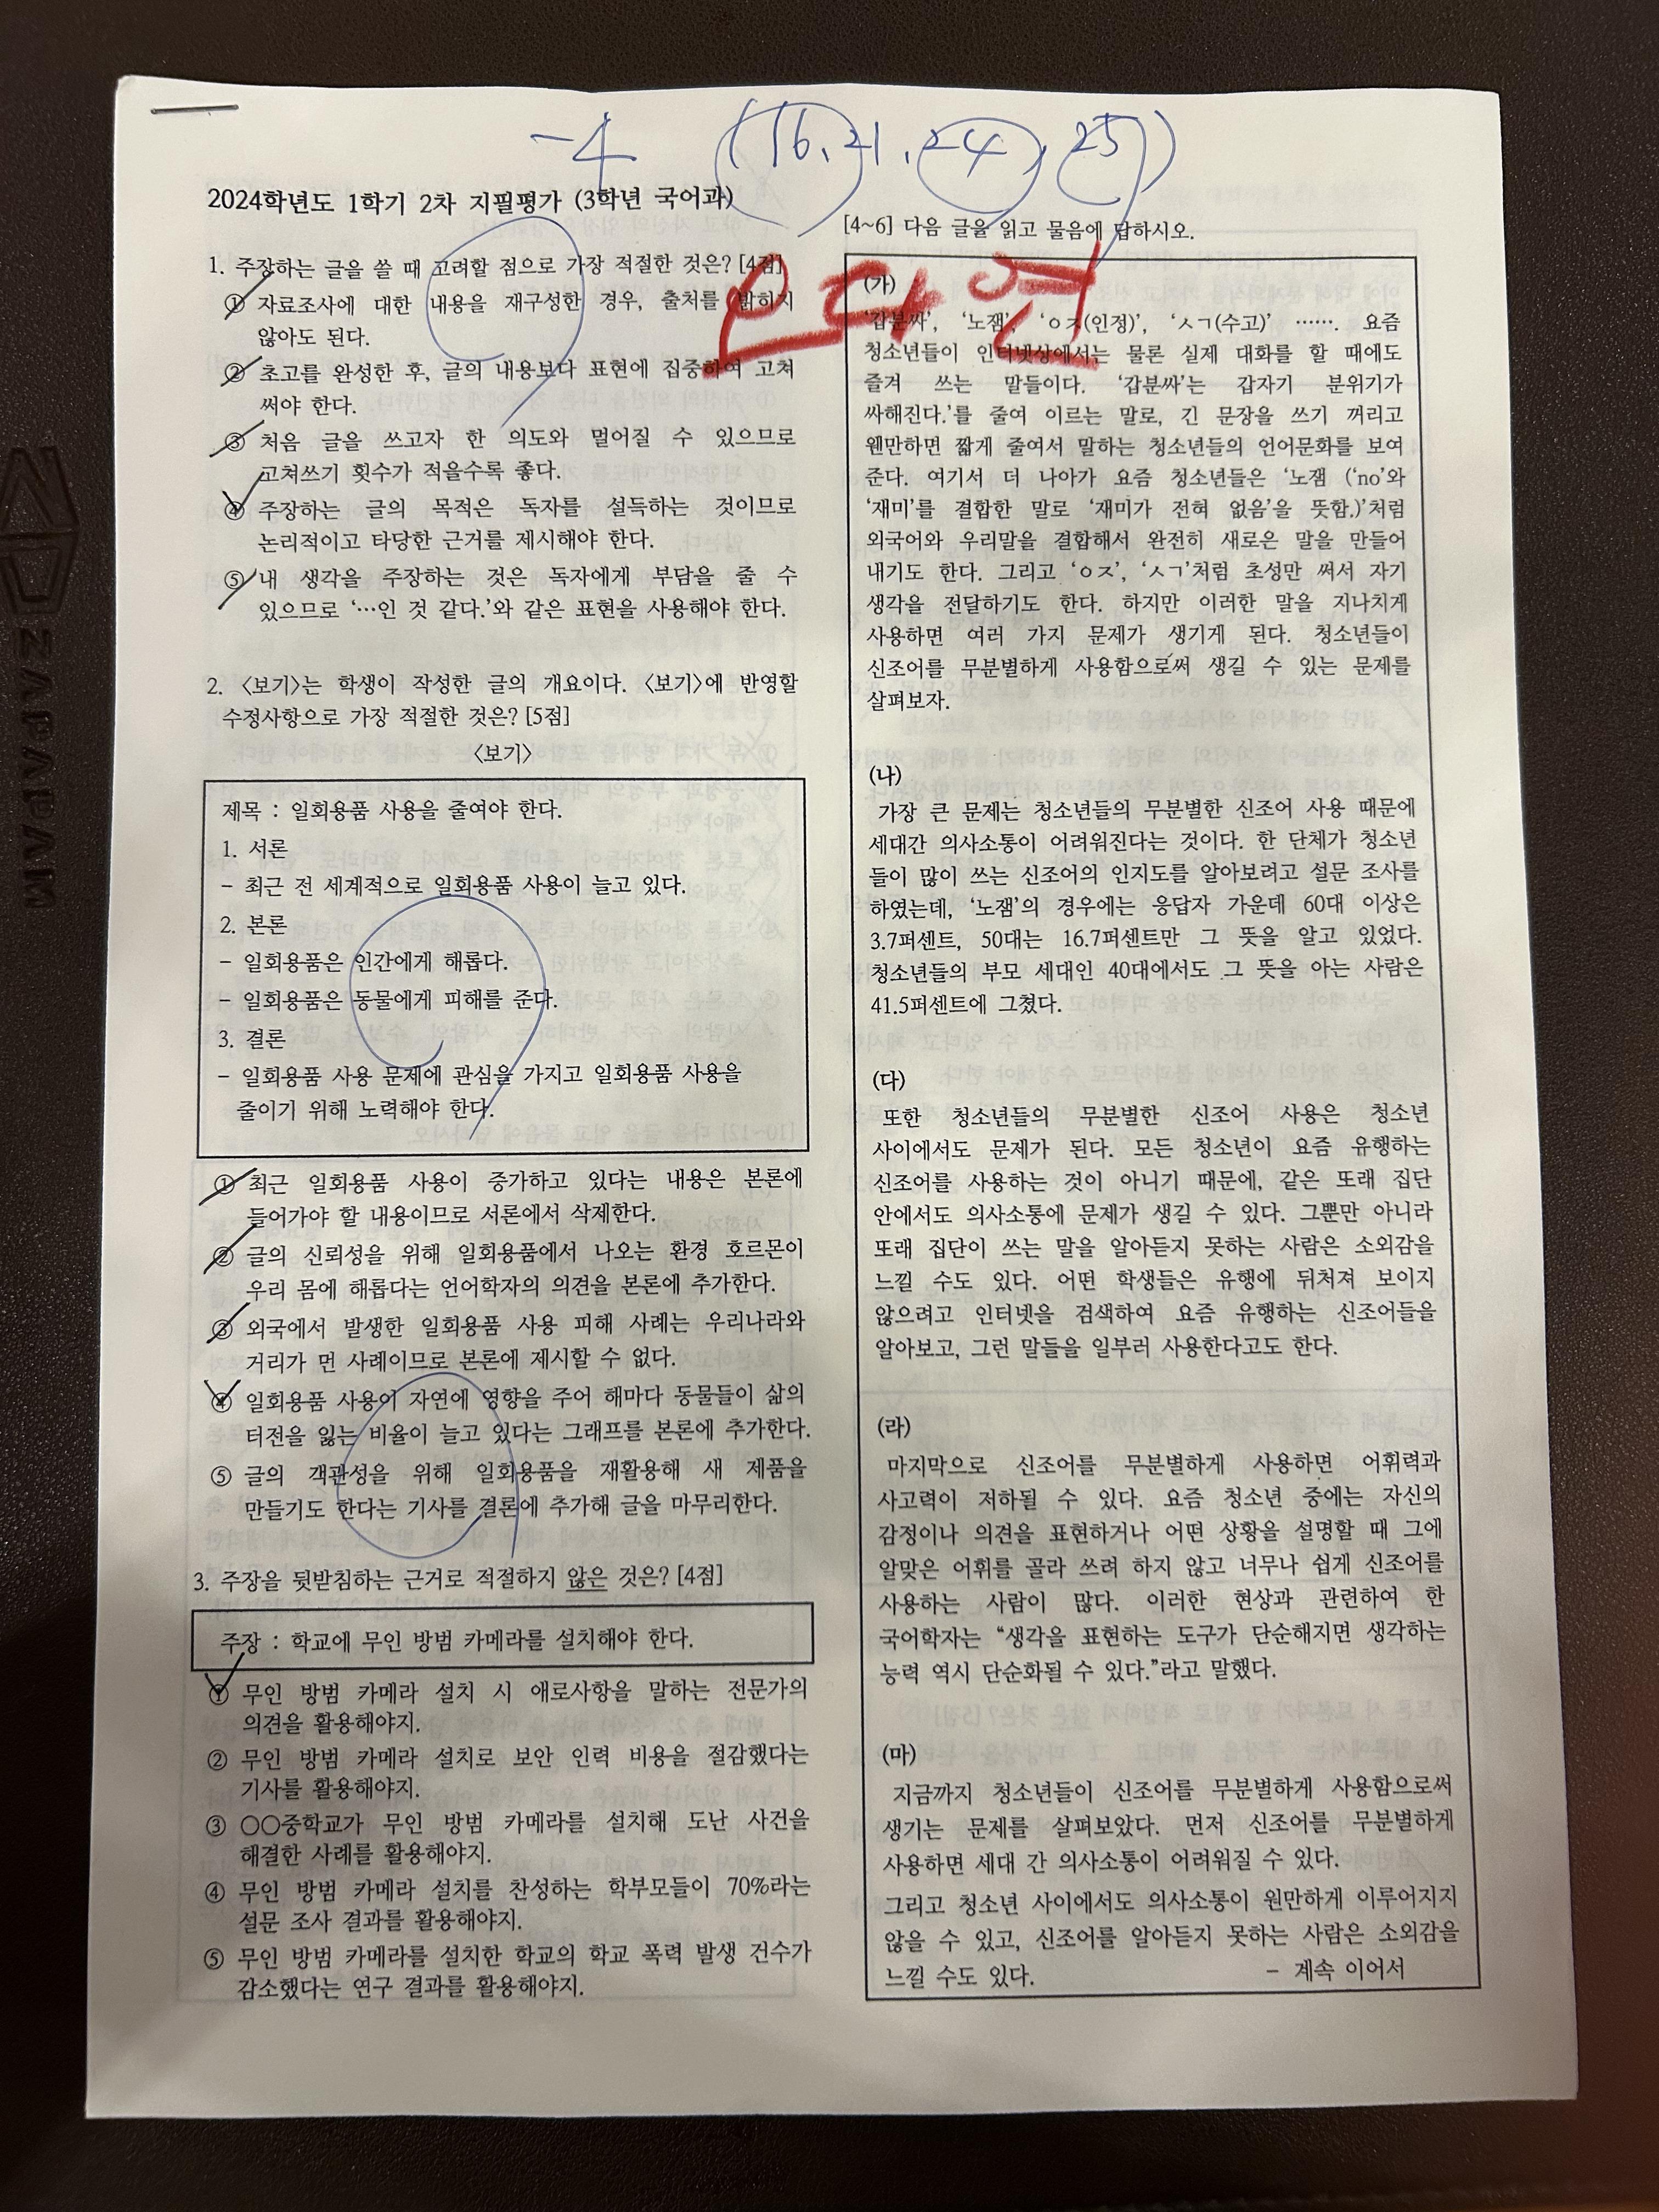 -4 (16, 21, 24, 25)
2024학년도 1학기 2차 지필평가 (3학년 국어과)
1. 주장하는 글을 쓸 때 고려할 점으로 가장 적절한 것은? [4점]
① 자료조사에 대한 내용을 재구성한 경우, 출처를 밝히지
않아도 된다.
② 초고를 완성한 후, 글의 내용보다 표현에 집중하여 고쳐
써야 한다.
③ 처음 글을 쓰고자 한 의도와 멀어질 수 있으므로
고쳐쓰기 횟수가 적을수록 좋다.
④ 주장하는 글의 목적은 독자를 설득하는 것이므로
논리적이고 타당한 근거를 제시해야 한다.
⑤ 내 생각을 주장하는 것은 독자에게 부담을 줄 수
있으므로 '…인 것 같다.'와 같은 표현을 사용해야 한다.
2. <보기>는 학생이 작성한 글의 개요이다. <보기>에 반영할
수정사항으로 가장 적절한 것은? [5점]
<보기>
제목 : 일회용품 사용을 줄여야 한다.
1. 서론
- 최근 전 세계적으로 일회용품 사용이 늘고 있다.
2. 본론
- 일회용품은 인간에게 해롭다.
- 일회용품은 동물에게 피해를 준다.
3. 결론
- 일회용품 사용 문제에 관심을 가지고 일회용품 사용을
줄이기 위해 노력해야 한다.
① 최근 일회용품 사용이 증가하고 있다는 내용은 본론에
들어가야 할 내용이므로 서론에서 삭제한다.
② 글의 신뢰성을 위해 일회용품에서 나오는 환경 호르몬이
우리 몸에 해롭다는 언어학자의 의견을 본론에 추가한다.
③ 외국에서 발생한 일회용품 사용 피해 사례는 우리나라와
거리가 먼 사례이므로 본론에 제시할 수 없다.
④ 일회용품 사용이 자연에 영향을 주어 해마다 동물들이 삶의
터전을 잃는 비율이 늘고 있다는 그래프를 본론에 추가한다.
⑤ 글의 객관성을 위해 일회용품을 재활용해 새 제품을
만들기도 한다는 기사를 결론에 추가해 글을 마무리한다.
3. 주장을 뒷받침하는 근거로 적절하지 않은 것은? [4점]
주장 : 학교에 무인 방범 카메라를 설치해야 한다.
① 무인 방범 카메라 설치 시 애로사항을 말하는 전문가의
의견을 활용해야지.
② 무인 방범 카메라 설치로 보안 인력 비용을 절감했다는
기사를 활용해야지.
③ ○○중학교가 무인 방범 카메라를 설치해 도난 사건을
해결한 사례를 활용해야지.
④ 무인 방범 카메라 설치를 찬성하는 학부모들이 70%라는
설문 조사 결과를 활용해야지.
⑤ 무인 방범 카메라를 설치한 학교의 학교 폭력 발생 건수가
감소했다는 연구 결과를 활용해야지.
[4~6] 다음 글을 읽고 물음에 답하시오.
(가)
'갑분싸', '노잼', 'ㅇㅈ(인정)', 'ㅅㄱ(수고)' ……. 요즘
청소년들이 인터넷상에서는 물론 실제 대화를 할 때에도
즐겨 쓰는 말들이다. '갑분싸'는 갑자기 분위기가
싸해진다.'를 줄여 이르는 말로, 긴 문장을 쓰기 꺼리고
웬만하면 짧게 줄여서 말하는 청소년들의 언어문화를 보여
준다. 여기서 더 나아가 요즘 청소년들은 '노잼 ('no'와
'재미'를 결합한 말로 '재미가 전혀 없음'을 뜻함.)'처럼
외국어와 우리말을 결합해서 완전히 새로운 말을 만들어
내기도 한다. 그리고 'ㅇㅈ', 'ㅅㄱ'처럼 초성만 써서 자기
생각을 전달하기도 한다. 하지만 이러한 말을 지나치게
사용하면 여러 가지 문제가 생기게 된다. 청소년들이
신조어를 무분별하게 사용함으로써 생길 수 있는 문제를
살펴보자.
(나)
가장 큰 문제는 청소년들의 무분별한 신조어 사용 때문에
세대간 의사소통이 어려워진다는 것이다. 한 단체가 청소년
들이 많이 쓰는 신조어의 인지도를 알아보려고 설문 조사를
하였는데, '노잼'의 경우에는 응답자 가운데 60대 이상은
3.7퍼센트, 50대는 16.7퍼센트만 그 뜻을 알고 있었다.
청소년들의 부모 세대인 40대에서도 그 뜻을 아는 사람은
41.5퍼센트에 그쳤다.
(다)
또한 청소년들의 무분별한 신조어 사용은 청소년
사이에서도 문제가 된다. 모든 청소년이 요즘 유행하는
신조어를 사용하는 것이 아니기 때문에, 같은 또래 집단
안에서도 의사소통에 문제가 생길 수 있다. 그뿐만 아니라
또래 집단이 쓰는 말을 알아듣지 못하는 사람은 소외감을
느낄 수도 있다. 어떤 학생들은 유행에 뒤처져 보이지
않으려고 인터넷을 검색하여 요즘 유행하는 신조어들을
알아보고, 그런 말들을 일부러 사용한다고도 한다.
(라)
마지막으로 신조어를 무분별하게 사용하면 어휘력과
사고력이 저하될 수 있다. 요즘 청소년 중에는 자신의
감정이나 의견을 표현하거나 어떤 상황을 설명할 때 그에
알맞은 어휘를 골라 쓰려 하지 않고 너무나 쉽게 신조어를
사용하는 사람이 많다. 이러한 현상과 관련하여 한
국어학자는 "생각을 표현하는 도구가 단순해지면 생각하는
능력 역시 단순화될 수 있다."라고 말했다.
(마)
지금까지 청소년들이 신조어를 무분별하게 사용함으로써
생기는 문제를 살펴보았다. 먼저 신조어를 무분별하게
사용하면 세대 간 의사소통이 어려워질 수 있다.
그리고 청소년 사이에서도 의사소통이 원만하게 이루어지지
않을 수 있고, 신조어를 알아듣지 못하는 사람은 소외감을
느낄 수도 있다. - 계속 이어서